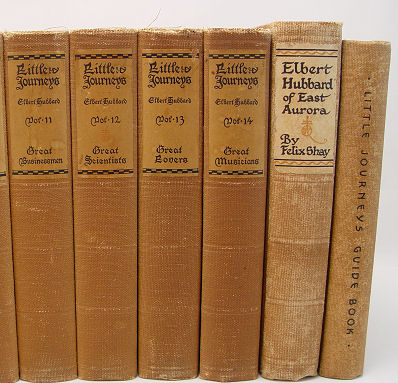 Little
Journeys
Elbert Hubbard
Vol·11
Great
Businessmen
Little
Journeys
Elbert Hubbard
Vol·12
Great
Scientists
Little
Journeys
Elbert Hubbard
Vol·13
Great
Lovers
Little
Journeys
Elbert Hubbard
Vol·14
Great
Musicians
Elbert
Hubbard
of East
Aurora
By
Felix Shay
· LITTLE JOURNEYS GUIDE BOOK ·